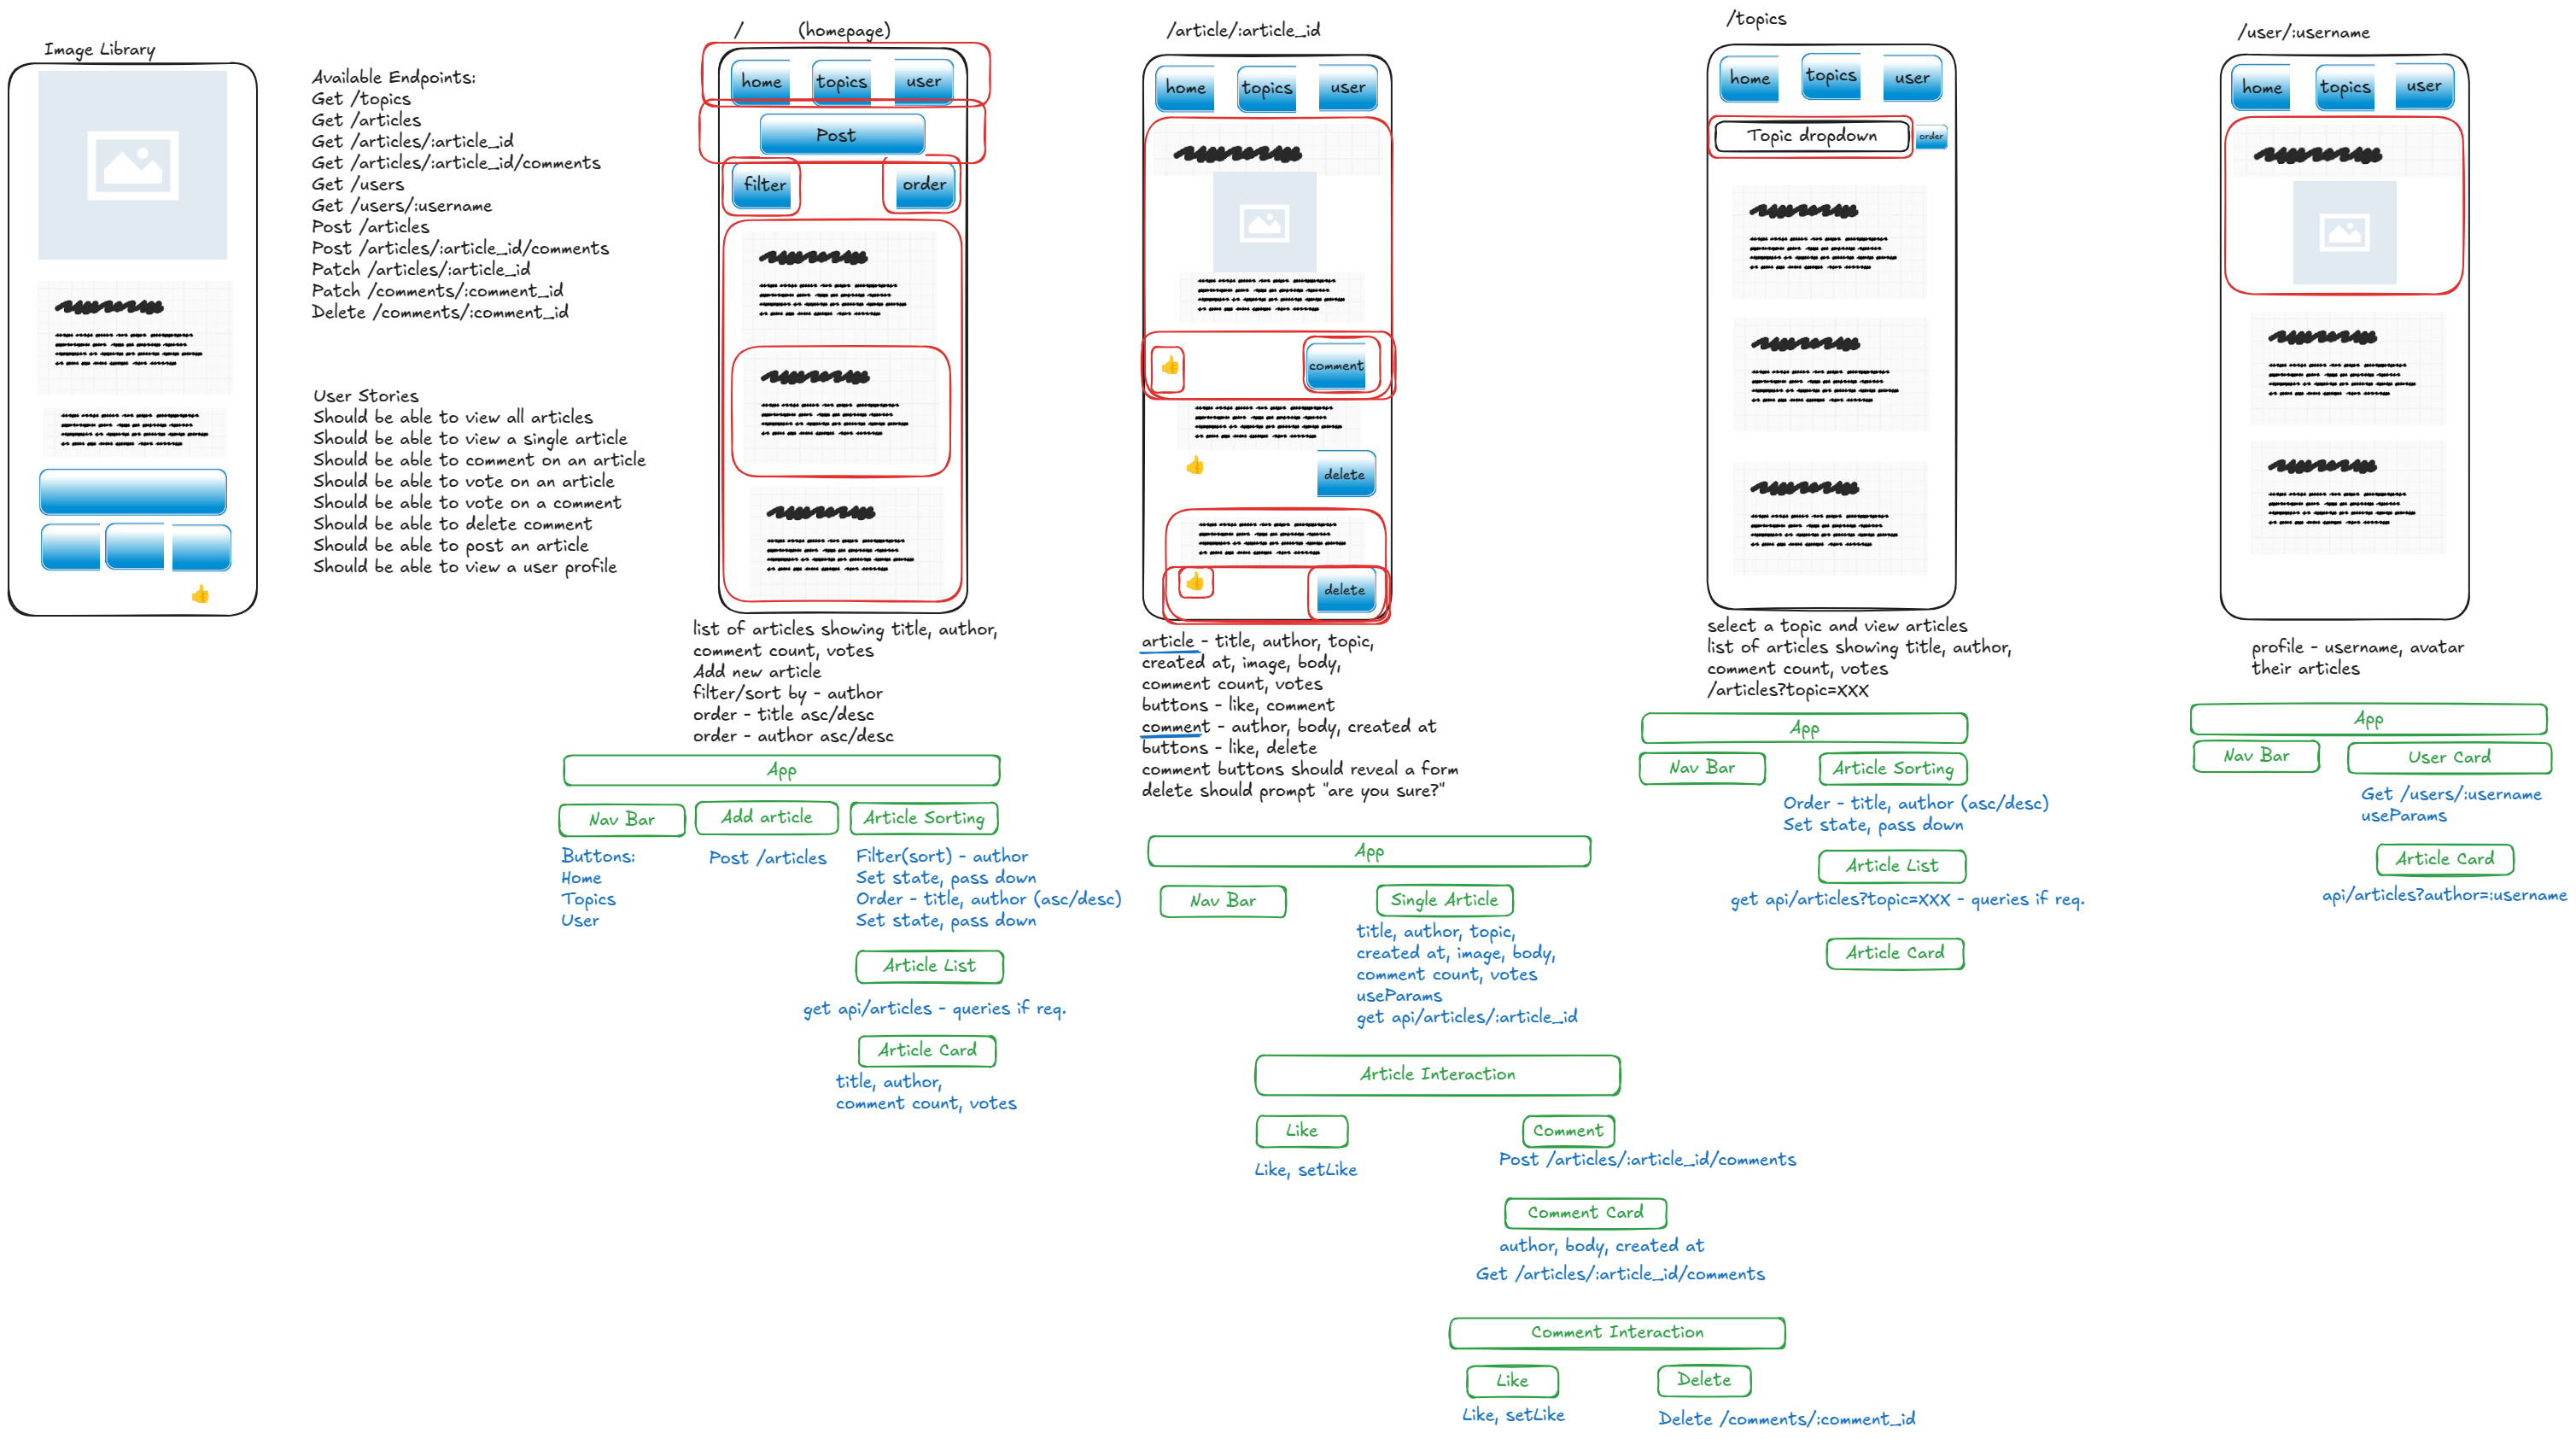 Image Library
Available Endpoints:
Get /topics
Get /articles
Get /articles/:article_id
Get /articles/:article_id/comments
Get /users
Get /users/:username
Post /articles
Post /articles/:article_id/comments
Patch /articles/:article_id
Patch /comments/:comment_id
Delete /comments/:comment_id
User Stories
Should be able to view all articles
Should be able to view a single article
Should be able to comment on an article
Should be able to vote on an article
Should be able to vote on a comment
Should be able to delete comment
Should be able to post an article
Should be able to view a user profile
/ (homepage)
home topics user
Post
filter order
list of articles showing title, author,
comment count, votes
Add new article
filter/sort by - author
order - title asc/desc
order - author asc/desc
App
Nav Bar
Buttons:
Home
Topics
User
Add article
Post /articles
Article Sorting
Filter(sort) - author
Set state, pass down
Order - title, author (asc/desc)
Set state, pass down
Article List
get api/articles - queries if req.
Article Card
title, author,
comment count, votes
/article/:article_id
home topics user
comment
delete
delete
article - title, author, topic,
created at, image, body,
comment count, votes
buttons - like, comment
comment - author, body, created at
buttons - like, delete
comment buttons should reveal a form
delete should prompt "are you sure?"
App
Nav Bar
Single Article
title, author, topic,
created at, image, body,
comment count, votes
useParams
get api/articles/:article_id
Article Interaction
Like
Like, setLike
Comment
Post /articles/:article_id/comments
Comment Card
author, body, created at
Get /articles/:article_id/comments
Comment Interaction
Like
Like, setLike
Delete
Delete /comments/:comment_id
/topics
home topics user
Topic dropdown order
select a topic and view articles
list of articles showing title, author,
comment count, votes
/articles?topic=XXX
App
Nav Bar
Article Sorting
Order - title, author (asc/desc)
Set state, pass down
Article List
get api/articles?topic=XXX - queries if req.
Article Card
/user/:username
home topics user
profile - username, avatar
their articles
App
Nav Bar
User Card
Get /users/:username
useParams
Article Card
api/articles?author=:username